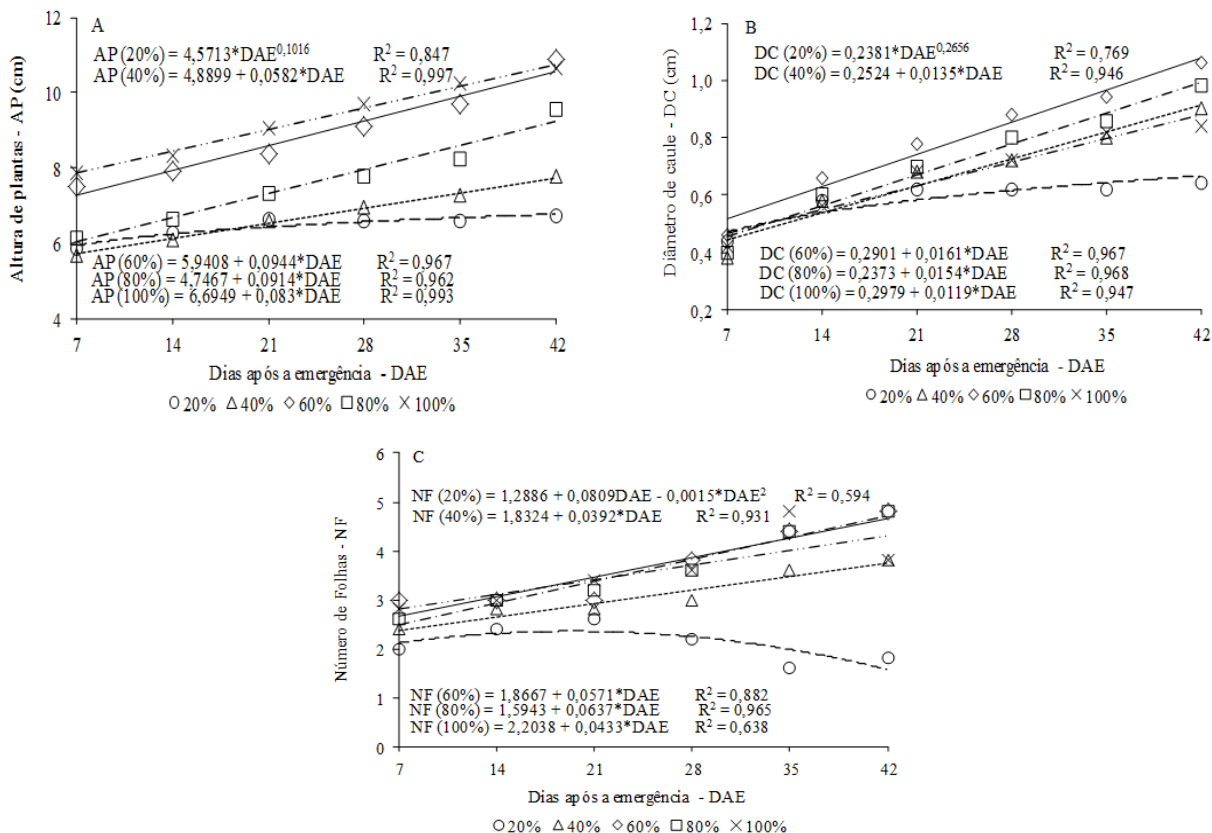 A
AP (20%) = 4,5713*DAE^0,1016 R² = 0,847
AP (40%) = 4,8899 + 0,0582*DAE R² = 0,997
AP (60%) = 5,9408 + 0,0944*DAE R² = 0,967
AP (80%) = 4,7467 + 0,0914*DAE R² = 0,962
AP (100%) = 6,6949 + 0,083*DAE R² = 0,993
Altura de plantas - AP (cm)
12
10
8
6
4
7 14 21 28 35 42
Dias após a emergência - DAE
20% 40% 60% 80% 100%
B
DC (20%) = 0,2381*DAE^0,2656 R² = 0,769
DC (40%) = 0,2524 + 0,0135*DAE R² = 0,946
DC (60%) = 0,2901 + 0,0161*DAE R² = 0,967
DC (80%) = 0,2373 + 0,0154*DAE R² = 0,968
DC (100%) = 0,2979 + 0,0119*DAE R² = 0,947
Diâmetro de caule - DC (cm)
1,2
1,0
0,8
0,6
0,4
0,2
7 14 21 28 35 42
Dias após a emergência - DAE
20% 40% 60% 80% 100%
C
NF (20%) = 1,2886 + 0,0809DAE - 0,0015*DAE² R² = 0,594
NF (40%) = 1,8324 + 0,0392*DAE R² = 0,931
NF (60%) = 1,8667 + 0,0571*DAE R² = 0,882
NF (80%) = 1,5943 + 0,0637*DAE R² = 0,965
NF (100%) = 2,2038 + 0,0433*DAE R² = 0,638
Número de Folhas - NF
6
5
4
3
2
1
0
7 14 21 28 35 42
Dias após a emergência - DAE
20% 40% 60% 80% 100%